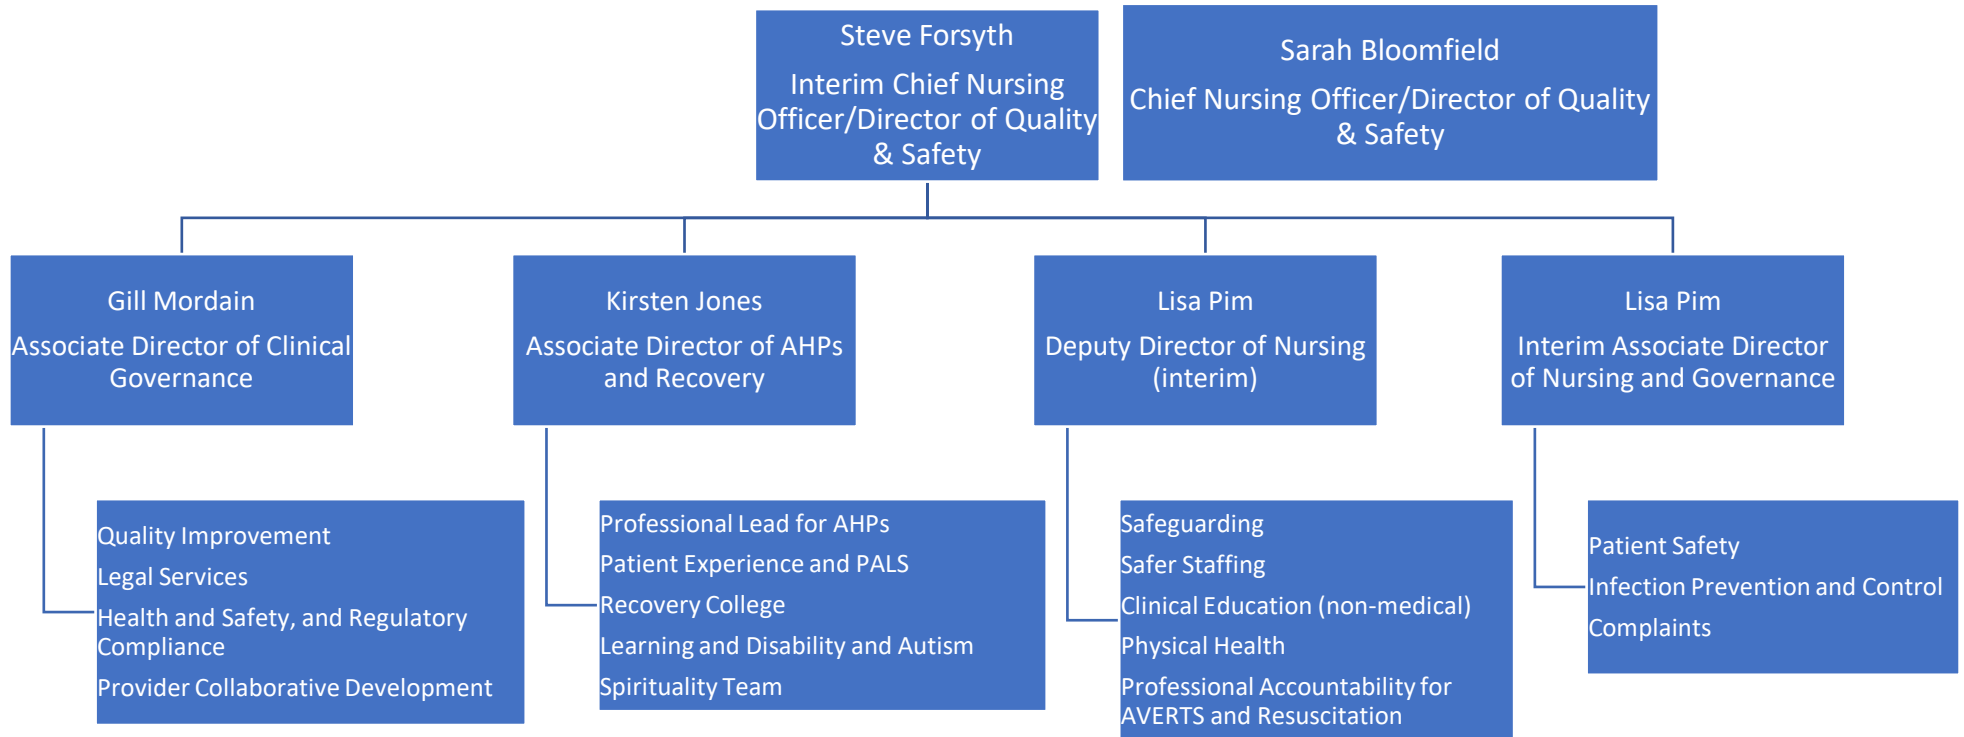 Steve Forsyth
Interim Chief Nursing
Officer/Director of Quality
& Safety
Sarah Bloomfield
Chief Nursing Officer/Director of Quality
& Safety
Gill Mordain
Associate Director of Clinical
Governance
Kirsten Jones
Associate Director of AHPs
and Recovery
Lisa Pim
Deputy Director of Nursing
(interim)
Lisa Pim
Interim Associate Director
of Nursing and Governance
Quality Improvement
Legal Services
Health and Safety, and Regulatory
Compliance
Provider Collaborative Development
Professional Lead for AHPs
Patient Experience and PALS
Recovery College
Learning and Disability and Autism
Spirituality Team
Safeguarding
Safer Staffing
Clinical Education (non-medical)
Physical Health
Professional Accountability for
AVERTS and Resuscitation
Patient Safety
Infection Prevention and Control
Complaints